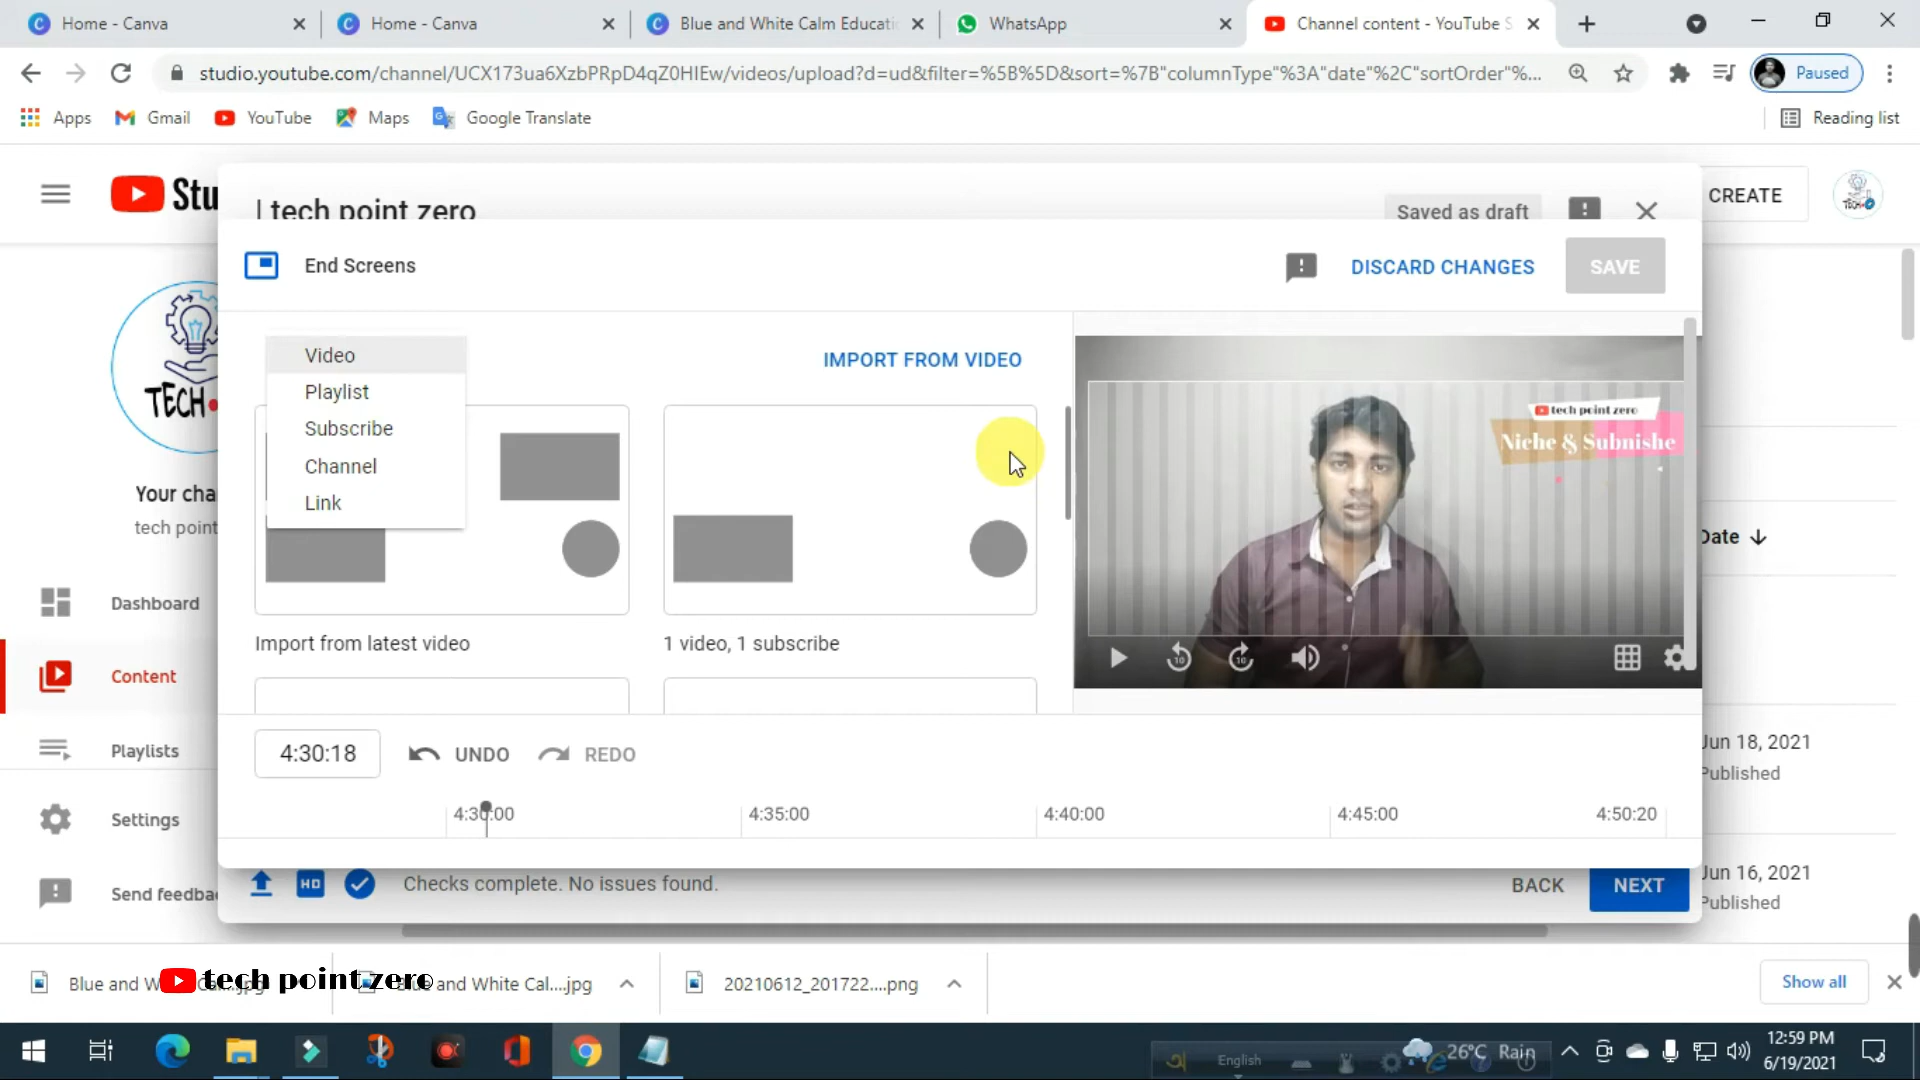 Home - Canva
Home - Canva
Blue and White Calm Educati
WhatsApp
Channel content - YouTube S
studio.youtube.com/channel/UCX173ua6XzbPRpD4qZ0HIEw/videos/upload?d=ud&filter=%5B%5D&sort=%7B"columnType"%3A"date"%2C"sortOrder"%...
Paused
Apps
Gmail
YouTube
Maps
Google Translate
Reading list
Stu
| tech point zero
Saved as draft
CREATE
TECH
End Screens
DISCARD CHANGES
SAVE
Video
Playlist
Subscribe
Channel
Link
IMPORT FROM VIDEO
tech point zero
Niche & Subnishe
TECH
Your cha
tech point
Date
Import from latest video
1 video, 1 subscribe
10
10
Dashboard
Content
Playlists
Settings
Send feedba
4:30:18
UNDO
REDO
4:30:00
4:35:00
4:40:00
4:45:00
4:50:20
Jun 18, 2021
Published
Jun 16, 2021
Published
HD
Checks complete. No issues found.
BACK
NEXT
Blue and W
tech point zero
and White Cal....jpg
20210612_201722....png
Show all
English
26°C Rain
12:59 PM
6/19/2021